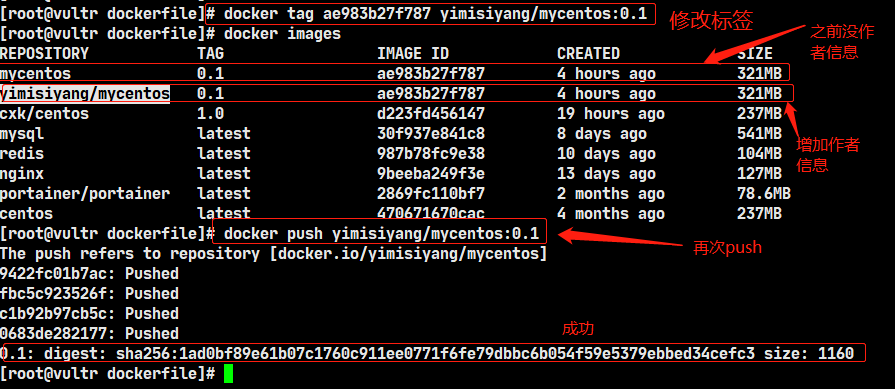 [root@vultr dockerfile]# docker tag ae983b27f787 yimisiyang/mycentos:0.1
修改标签
[root@vultr dockerfile]# docker images
之前没作
者信息
REPOSITORY TAG IMAGE ID CREATED SIZE
mycentos 0.1 ae983b27f787 4 hours ago 321MB
yimisiyang/mycentos 0.1 ae983b27f787 4 hours ago 321MB
cxk/centos 1.0 d223fd456147 19 hours ago 237MB
mysql latest 30f937e841c8 8 days ago 541MB
增加作者
信息
redis latest 987b78fc9e38 10 days ago 104MB
nginx latest 9beeba249f3e 13 days ago 127MB
portainer/portainer latest 2869fc110bf7 2 months ago 78.6MB
centos latest 470671670cac 4 months ago 237MB
[root@vultr dockerfile]# docker push yimisiyang/mycentos:0.1
再次push
The push refers to repository [docker.io/yimisiyang/mycentos]
9422fc01b7ac: Pushed
fbc5c923526f: Pushed
c1b92b97cb5c: Pushed
0683de282177: Pushed
成功
0.1: digest: sha256:1ad0bf89e61b07c1760c911ee0771f6fe79dbbc6b054f59e5379ebbed34cefc3 size: 1160
[root@vultr dockerfile]#